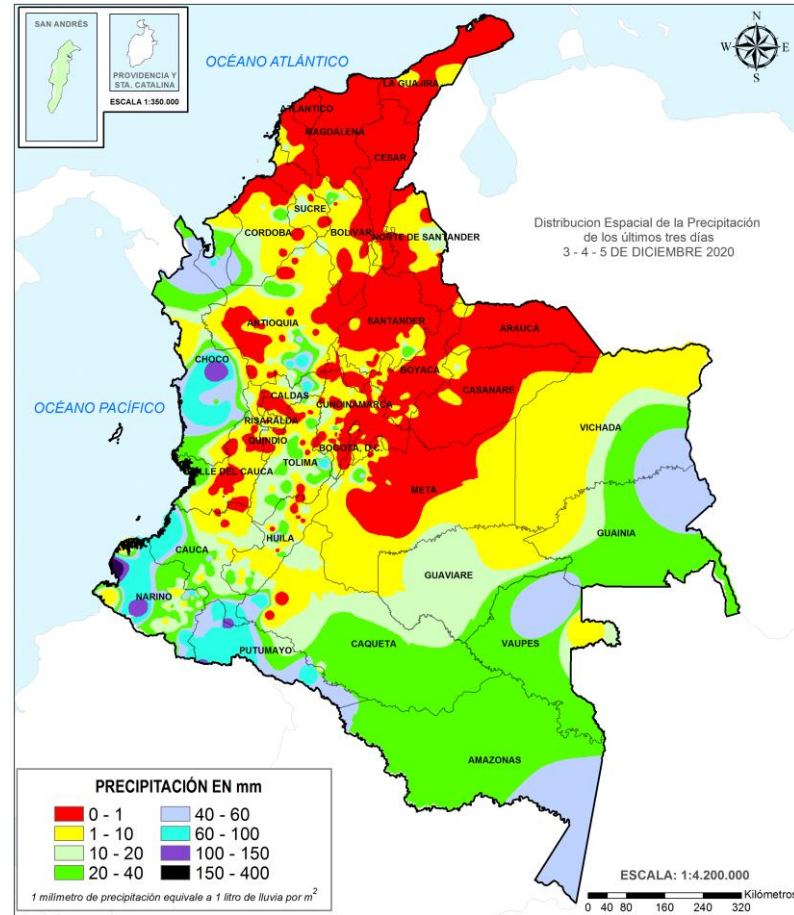 SAN ANDRÉS
PROVIDENCIA Y
STA. CATALINA
ESCALA 1:350.000
OCÉANO ATLÁNTICO
N
W E
S
LA GUAJIRA
ATLANTICO
MAGDALENA
CESAR
SUCRE
CORDOBA
BOLIVAR
NORTE DE SANTANDER
Distribucion Espacial de la Precipitación
de los últimos tres días
3 - 4 - 5 DE DICIEMBRE 2020
ANTIOQUIA
SANTANDER
ARAUCA
CHOCO
BOYACA
CASANARE
CALDAS
CUNDINAMARCA
OCÉANO PACÍFICO
RISARALDA
VICHADA
QUINDIO
BOGOTA, D.C.
TOLIMA
VALLE DEL CAUCA
META
GUAINIA
HUILA
CAUCA
GUAVIARE
NARIÑO
CAQUETA
VAUPES
PUTUMAYO
AMAZONAS
PRECIPITACIÓN EN mm
0 - 1
1 - 10
10 - 20
20 - 40
40 - 60
60 - 100
100 - 150
150 - 400
1 milímetro de precipitación equivale a 1 litro de lluvia por m²
ESCALA: 1:4.200.000
Kilómetros
0 40 80 160 240 320